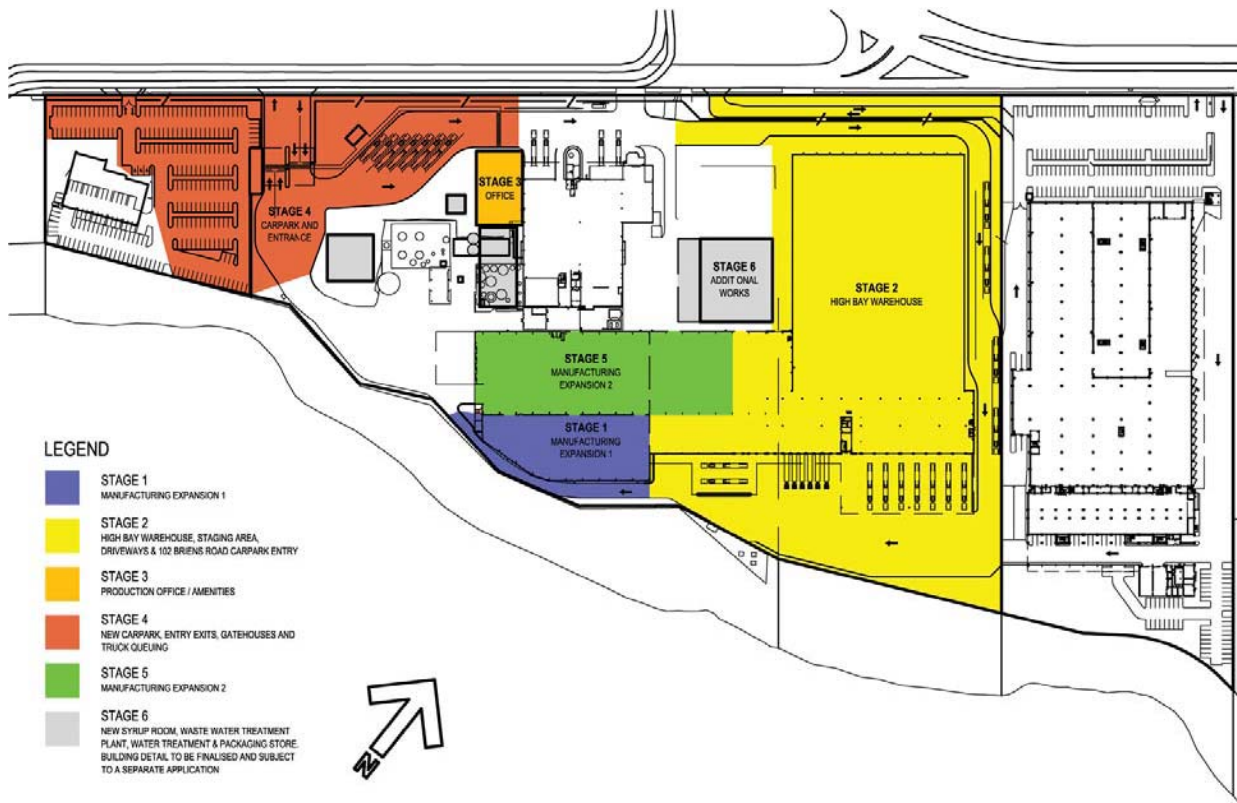 STAGE 3
OFFICE
STAGE 4
CARPARK AND
ENTRANCE
STAGE 6
ADDIT ONAL
WORKS
STAGE 2
HIGH BAY WAREHOUSE
STAGE 5
MANUFACTURING
EXPANSION 2
STAGE 1
MANUFACTURING
EXPANSION 1
LEGEND
STAGE 1
MANUFACTURING EXPANSION 1
STAGE 2
HIGH BAY WAREHOUSE, STAGING AREA,
DRIVEWAYS & 102 BRIENS ROAD CARPARK ENTRY
STAGE 3
PRODUCTION OFFICE / AMENITIES
STAGE 4
NEW CARPARK, ENTRY EXITS, GATEHOUSES AND
TRUCK QUEUING
STAGE 5
MANUFACTURING EXPANSION 2
STAGE 6
NEW SYRUP ROOM, WASTE WATER TREATMENT
PLANT, WATER TREATMENT & PACKAGING STORE.
BUILDING DETAIL TO BE FINALISED AND SUBJECT
TO A SEPARATE APPLICATION
N